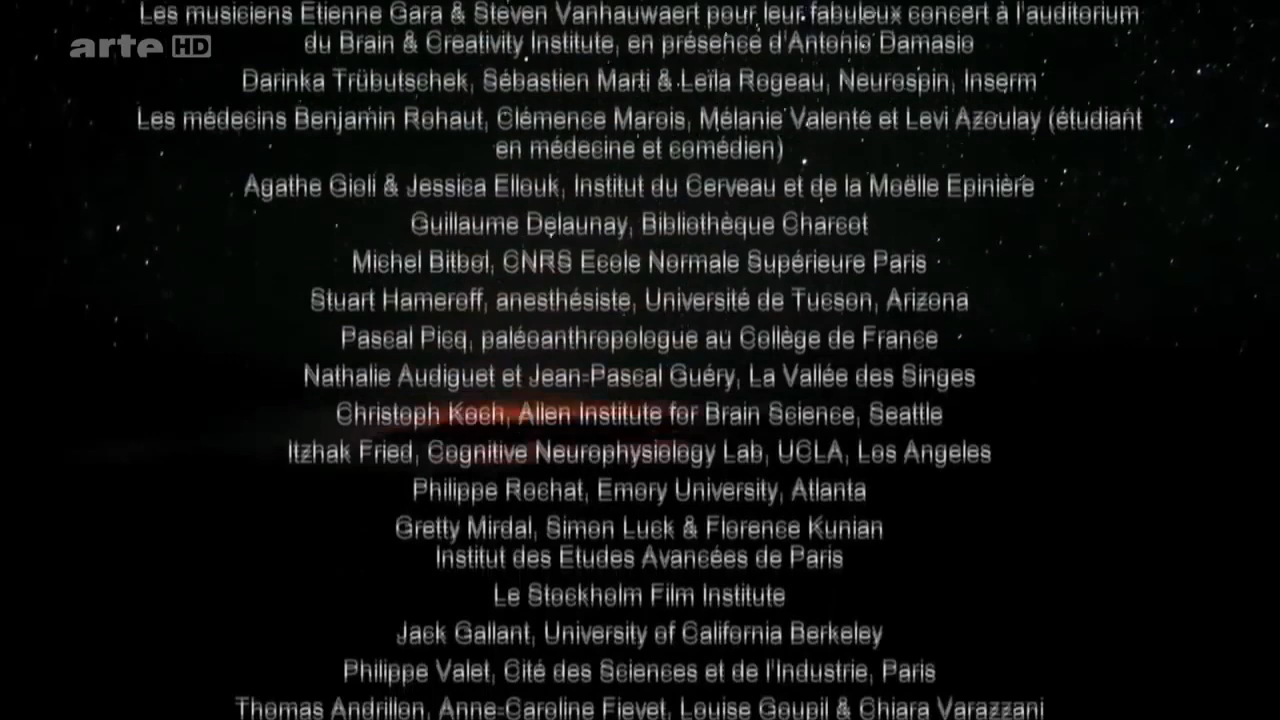 Les musiciens Etienne Gara & Steven Vanhauwaert pour leur fabuleux concert à l'auditorium
arte HD
du Brain & Creativity Institute, en présence d'Antonio Damasio
Darinka Trübutschek, Sébastien Marti & Leïla Rogeau, Neurospin, Inserm
Les médecins Benjamin Rohaut, Clémence Marois, Mélanie Valente et Levi Azoulay (étudiant
en médecine et comédien)
Agathe Gioli & Jessica Ellouk, Institut du Cerveau et de la Moëlle Epinière
Guillaume Delaunay, Bibliothèque Charcot
Michel Bitbol, CNRS Ecole Normale Supérieure Paris
Stuart Hameroff, anesthésiste, Université de Tucson, Arizona
Pascal Picq, paléoanthropologue au Collège de France
Nathalie Audiguet et Jean-Pascal Guéry, La Vallée des Singes
Christoph Koch, Allen Institute for Brain Science, Seattle
Itzhak Fried, Cognitive Neurophysiology Lab, UCLA, Los Angeles
Philippe Rochat, Emory University, Atlanta
Gretty Mirdal, Simon Luck & Florence Kunian
Institut des Etudes Avancées de Paris
Le Stockholm Film Institute
Jack Gallant, University of California Berkeley
Philippe Valet, Cité des Sciences et de l'Industrie, Paris
Thomas Andrillon, Anne-Caroline Fievet, Louise Goupil & Chiara Varazzani